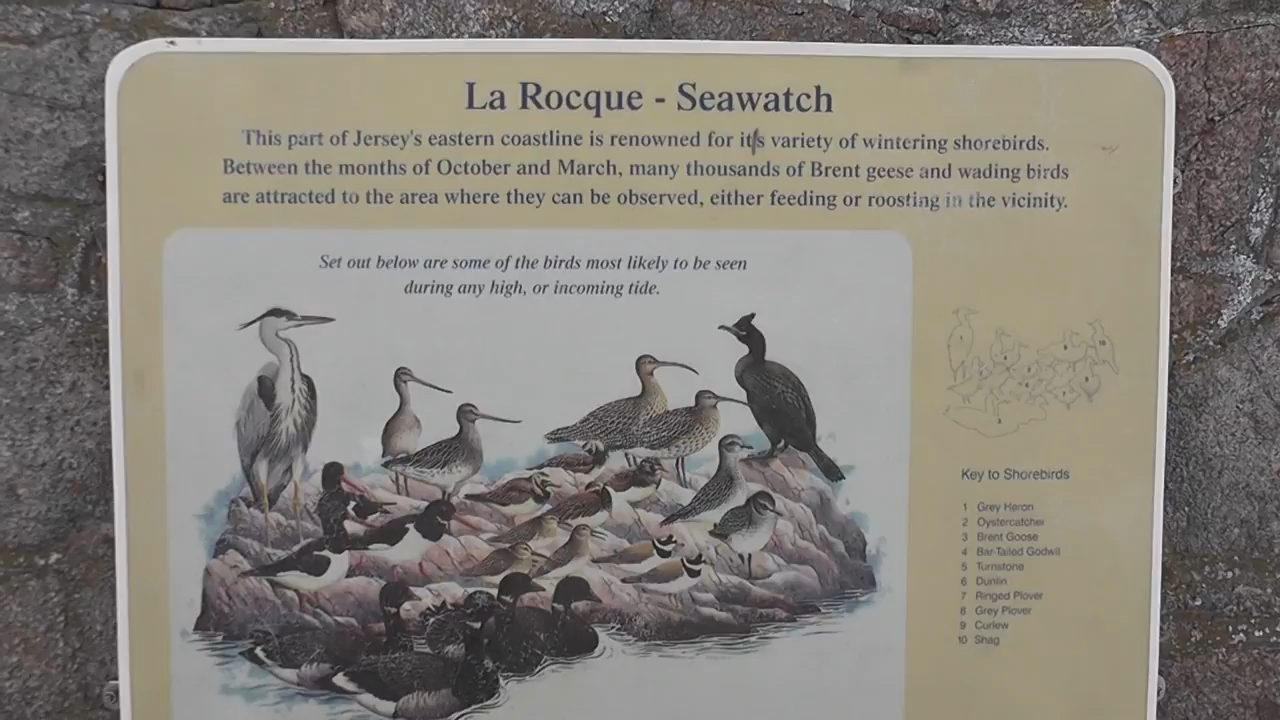 La Rocque - Seawatch
This part of Jersey's eastern coastline is renowned for it's variety of wintering shorebirds.
Between the months of October and March, many thousands of Brent geese and wading birds
are attracted to the area where they can be observed, either feeding or roosting in the vicinity.
Set out below are some of the birds most likely to be seen
during any high, or incoming tide.
Key to Shorebirds
1 Grey Heron
2 Oystercatcher
3 Brent Goose
4 Bar-Tailed Godwit
5 Turnstone
6 Dunlin
7 Ringed Plover
8 Grey Plover
9 Curlew
10 Shag